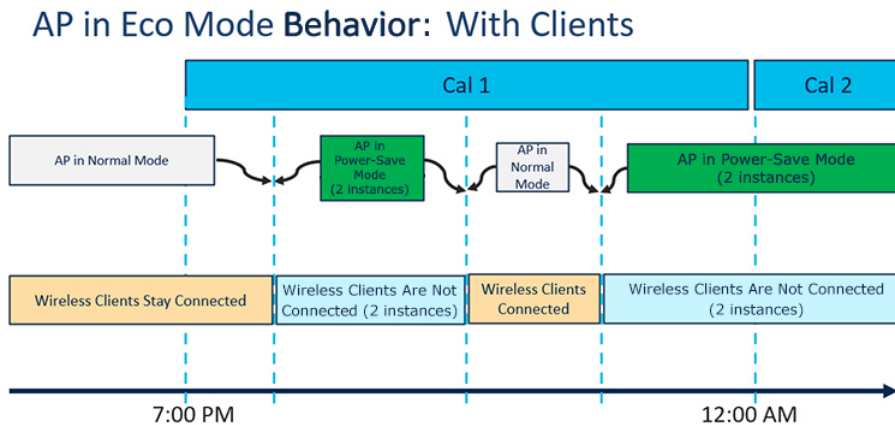 AP in Eco Mode Behavior: With Clients
Cal 1
Cal 2
AP in Normal Mode
AP in
Power-Save
Mode
(2 instances)
AP in
Normal
Mode
AP in Power-Save Mode
(2 instances)
Wireless Clients Stay Connected
Wireless Clients Are Not
Connected (2 instances)
Wireless Clients
Connected
Wireless Clients Are Not Connected
(2 instances)
7:00 PM
12:00 AM